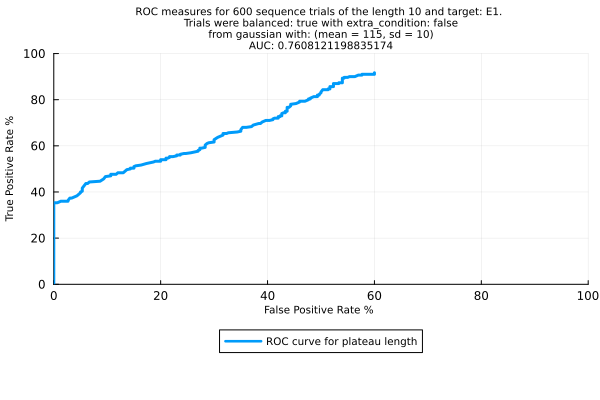 ROC measures for 600 sequence trials of the length 10 and target: E1.
Trials were balanced: true with extra_condition: false
from gaussian with: (mean = 115, sd = 10)
AUC: 0.7608121198835174
100
80
60
40
20
0
True Positive Rate %
0 20 40 60 80 100
False Positive Rate %
ROC curve for plateau length